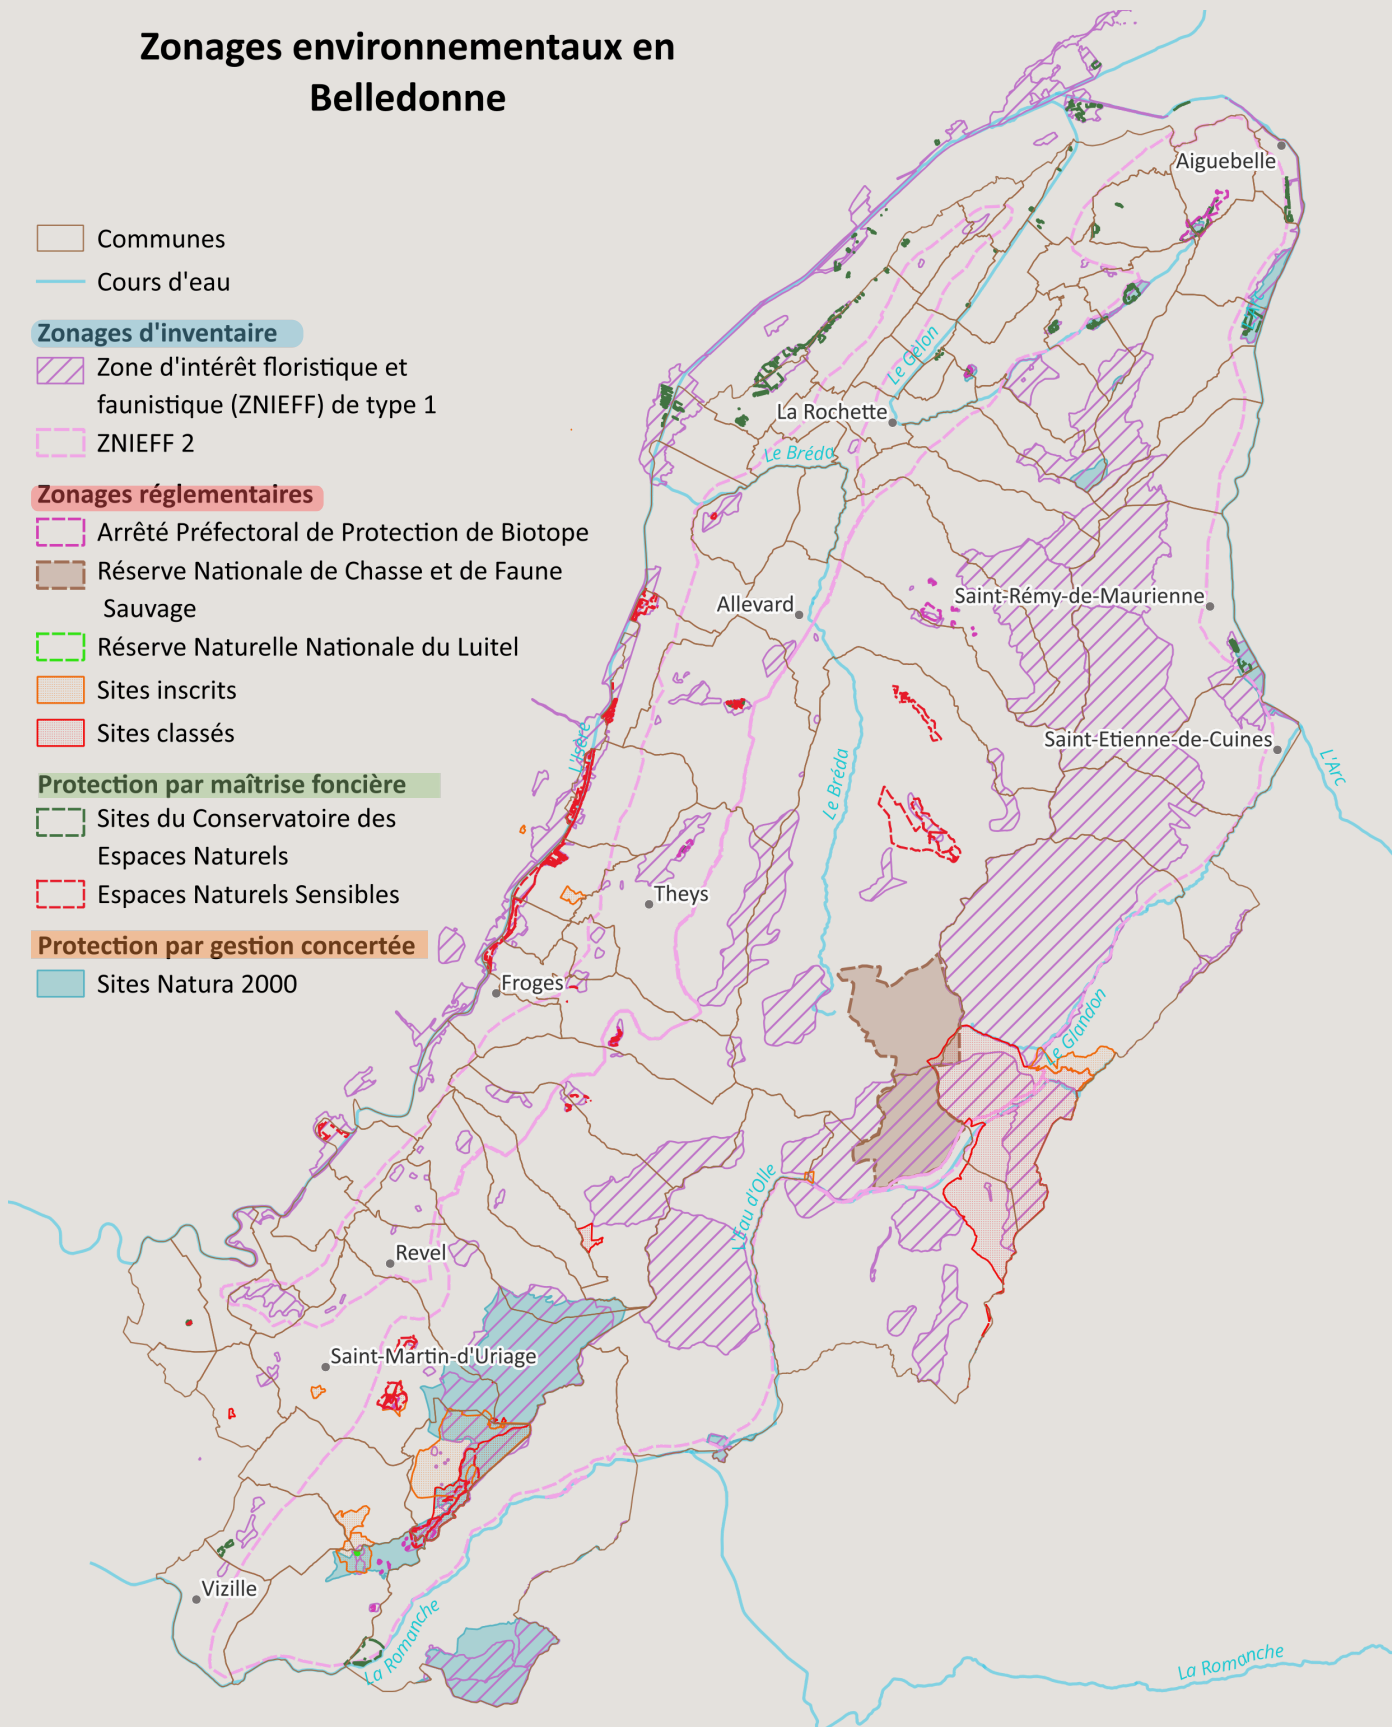 Zonages environnementaux en
Belledonne
Communes
Cours d'eau
Zonages d'inventaire
Zone d'intérêt floristique et
faunistique (ZNIEFF) de type 1
ZNIEFF 2
Zonages réglementaires
Arrêté Préfectoral de Protection de Biotope
Réserve Nationale de Chasse et de Faune
Sauvage
Réserve Naturelle Nationale du Luitel
Sites inscrits
Sites classés
Protection par maîtrise foncière
Sites du Conservatoire des
Espaces Naturels
Espaces Naturels Sensibles
Protection par gestion concertée
Sites Natura 2000
Aiguebelle
Le Gelon
La Rochette
Le Bréda
Allevard
Saint-Rémy-de-Maurienne
L'Isère
Saint-Etienne-de-Cuines
L'Arc
Le Bréda
Theys
Froges
Le Glandon
L'Eau d'Olle
Revel
Saint-Martin-d'Uriage
Vizille
La Romanche
La Romanche